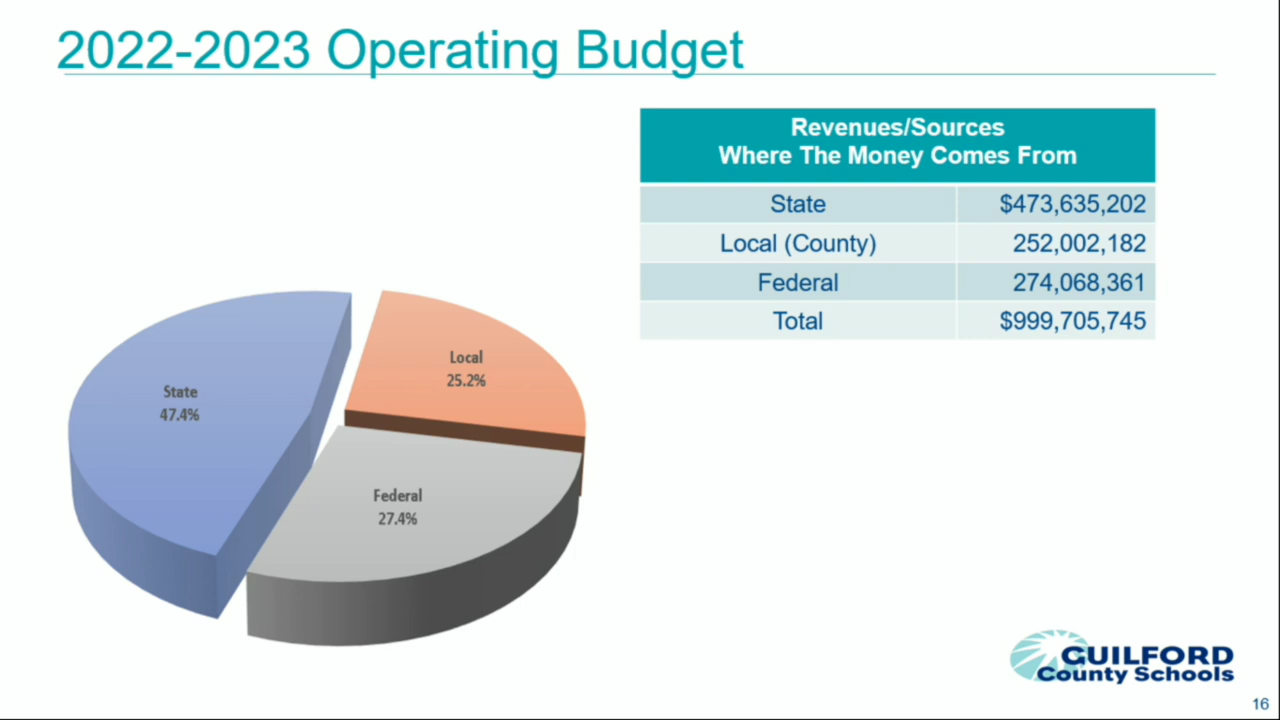 2022-2023 Operating Budget
Revenues/Sources
Where The Money Comes From
State $473,635,202
Local (County) 252,002,182
Federal 274,068,361
Total $999,705,745
Local
25.2%
State
47.4%
Federal
27.4%
GUILFORD
County Schools
16